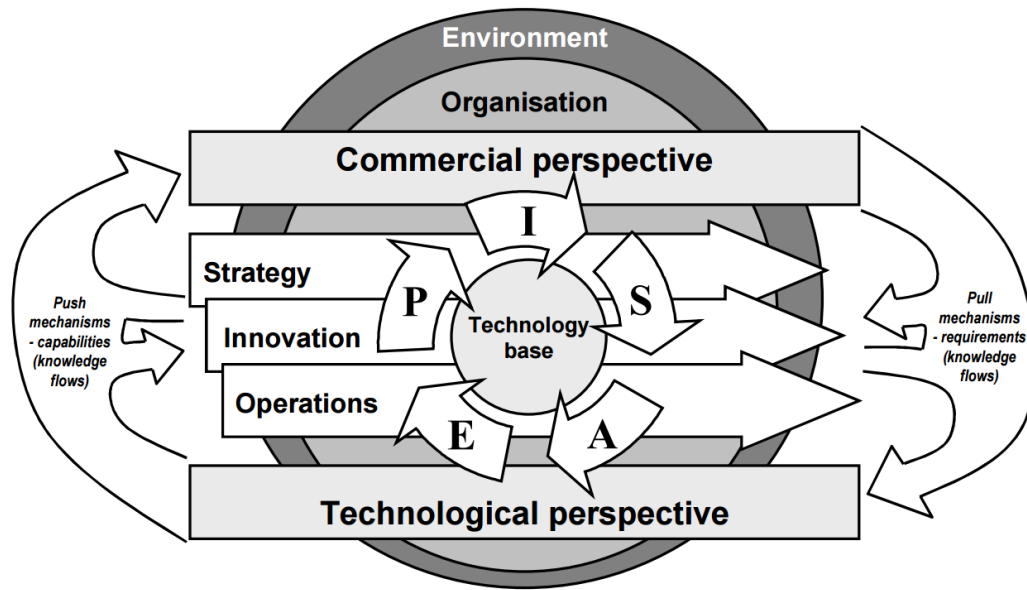 Environment
Organisation
Commercial perspective
I
Strategy
P
S
Push
mechanisms
- capabilities
(knowledge
flows)
Innovation
Technology
base
Pull
mechanisms
- requirements
(knowledge
flows)
Operations
E
A
Technological perspective